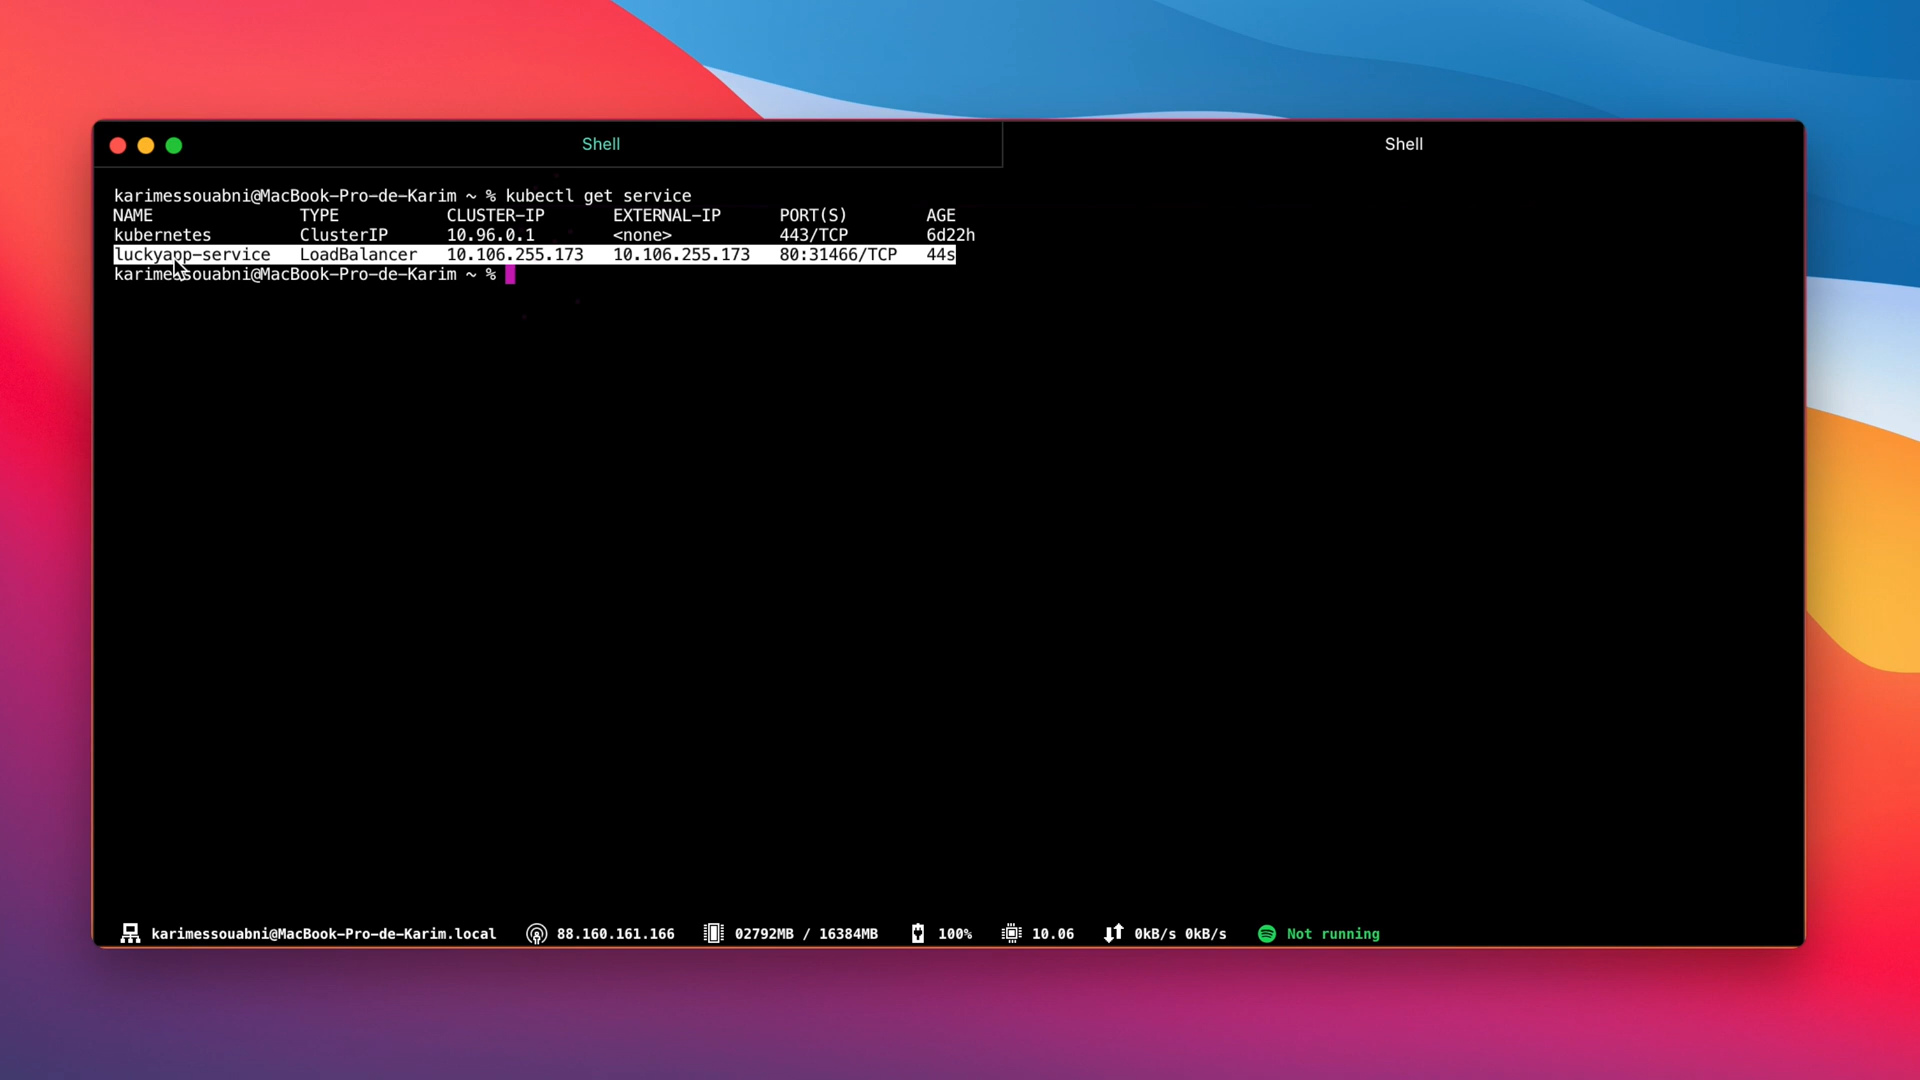 Shell Shell
karimessouabni@MacBook-Pro-de-Karim ~ % kubectl get service
NAME TYPE CLUSTER-IP EXTERNAL-IP PORT(S) AGE
kubernetes ClusterIP 10.96.0.1 <none> 443/TCP 6d22h
luckyapp-service LoadBalancer 10.106.255.173 10.106.255.173 80:31466/TCP 44s
karimessouabni@MacBook-Pro-de-Karim ~ %
karimessouabni@MacBook-Pro-de-Karim.local 88.160.161.166 02792MB / 16384MB 100% 10.06 0kB/s 0kB/s Not running